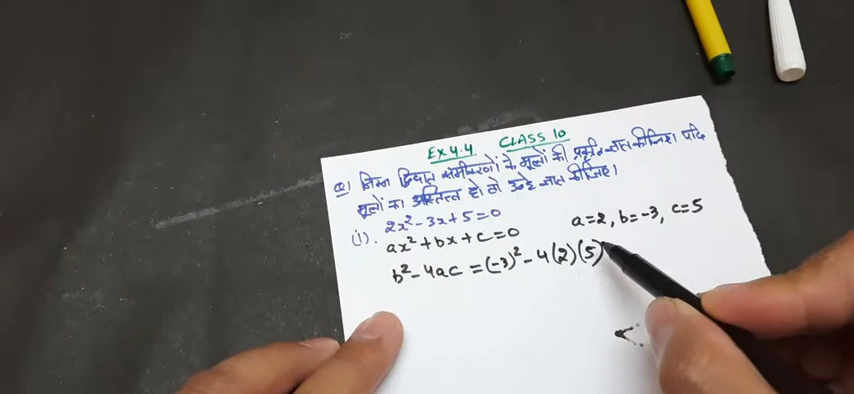 EX 4.4 CLASS 10
Q1 निम्न द्विघात समीकरणों के मूलों की प्रकृति ज्ञात कीजिए। यदि
मूलों का अस्तित्व हो तो उन्हें ज्ञात कीजिए।
(i). 2x² - 3x + 5 = 0
ax² + bx + c = 0 a = 2, b = -3, c = 5
b² - 4ac = (-3)² - 4(2)(5)